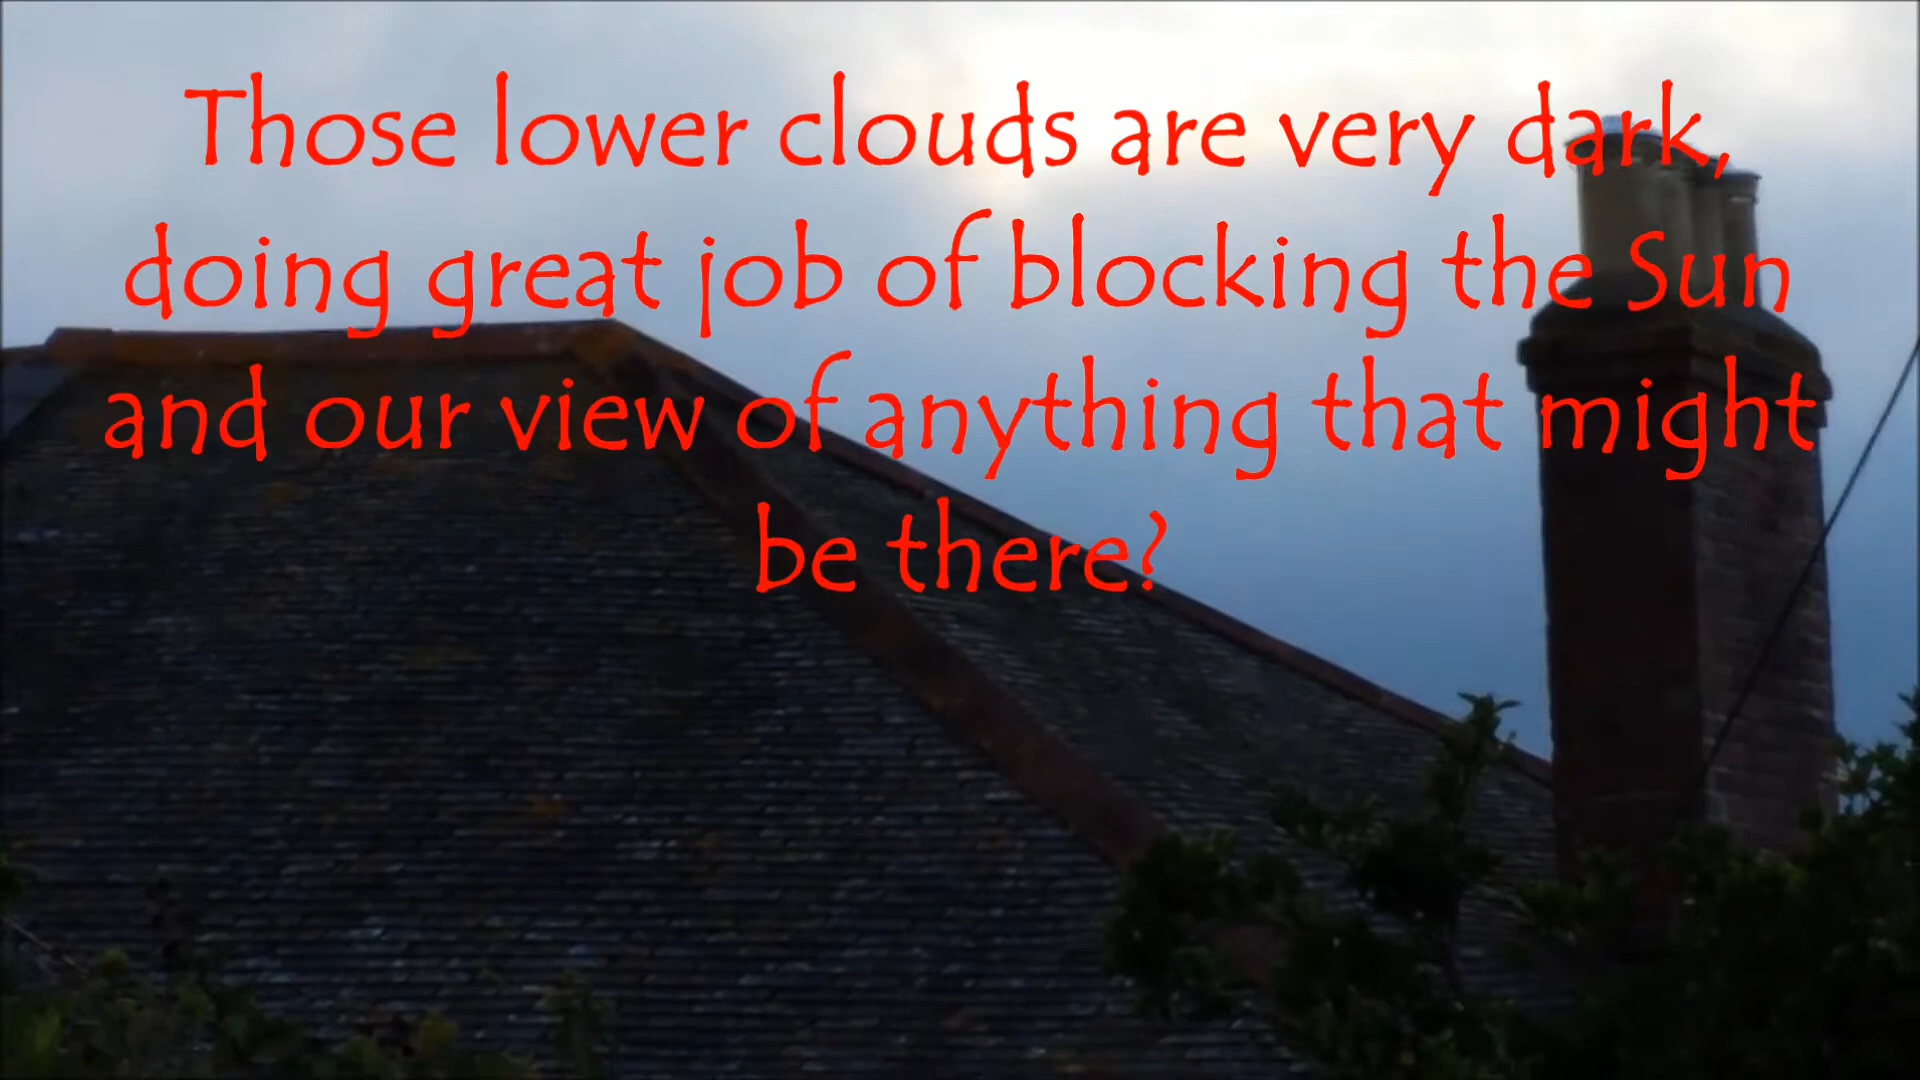 Those lower clouds are very dark,
doing great job of blocking the Sun
and our view of anything that might
be there?